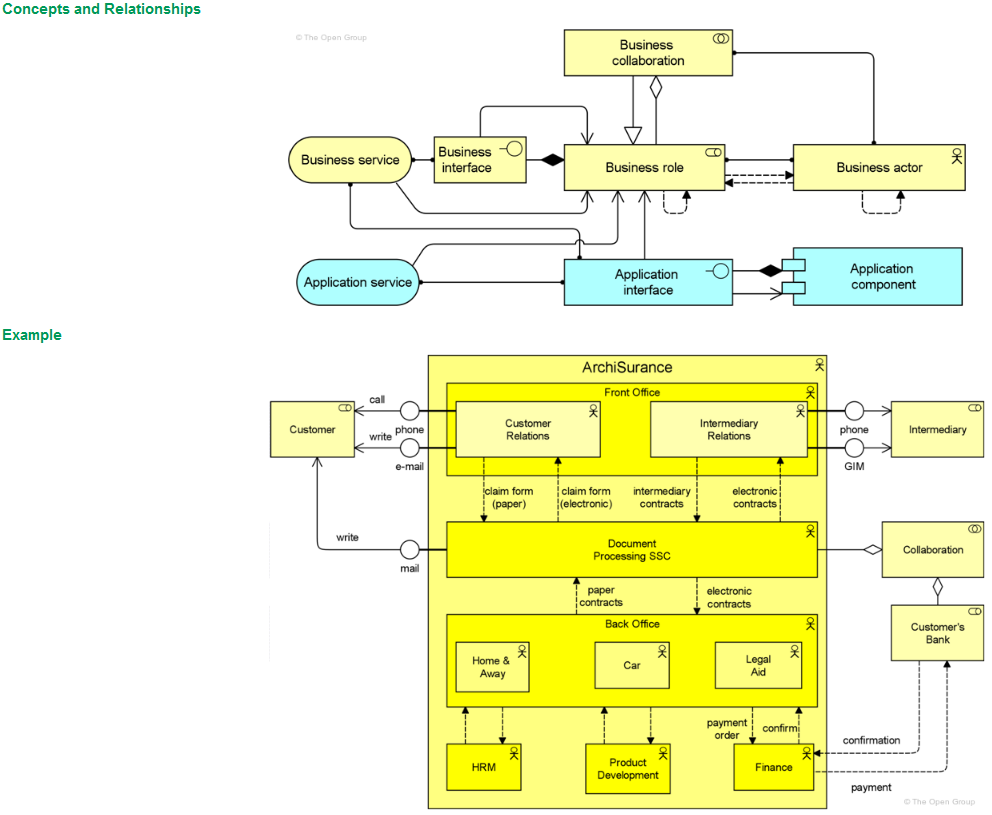 Concepts and Relationships
© The Open Group
Business
collaboration
Business service
Business
interface
Business role
Business actor
Application service
Application
interface
Application
component
Example
ArchiSurance
Front Office
Customer
call
phone
write
e-mail
Customer
Relations
Intermediary
Relations
phone
GIM
Intermediary
claim form
(paper)
claim form
(electronic)
intermediary
contracts
electronic
contracts
write
mail
Document
Processing SSC
Collaboration
paper
contracts
electronic
contracts
Back Office
Home &
Away
Car
Legal
Aid
Customer's
Bank
payment
order
confirm
HRM
Product
Development
Finance
confirmation
payment
© The Open Group